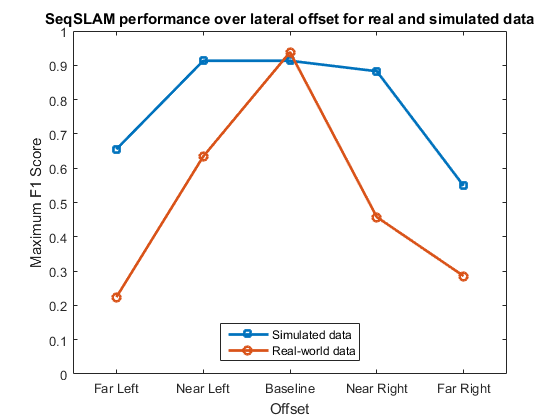 SeqSLAM performance over lateral offset for real and simulated data
Maximum F1 Score
1
0.9
0.8
0.7
0.6
0.5
0.4
0.3
0.2
0.1
0
Simulated data
Real-world data
Far Left Near Left Baseline Near Right Far Right
Offset